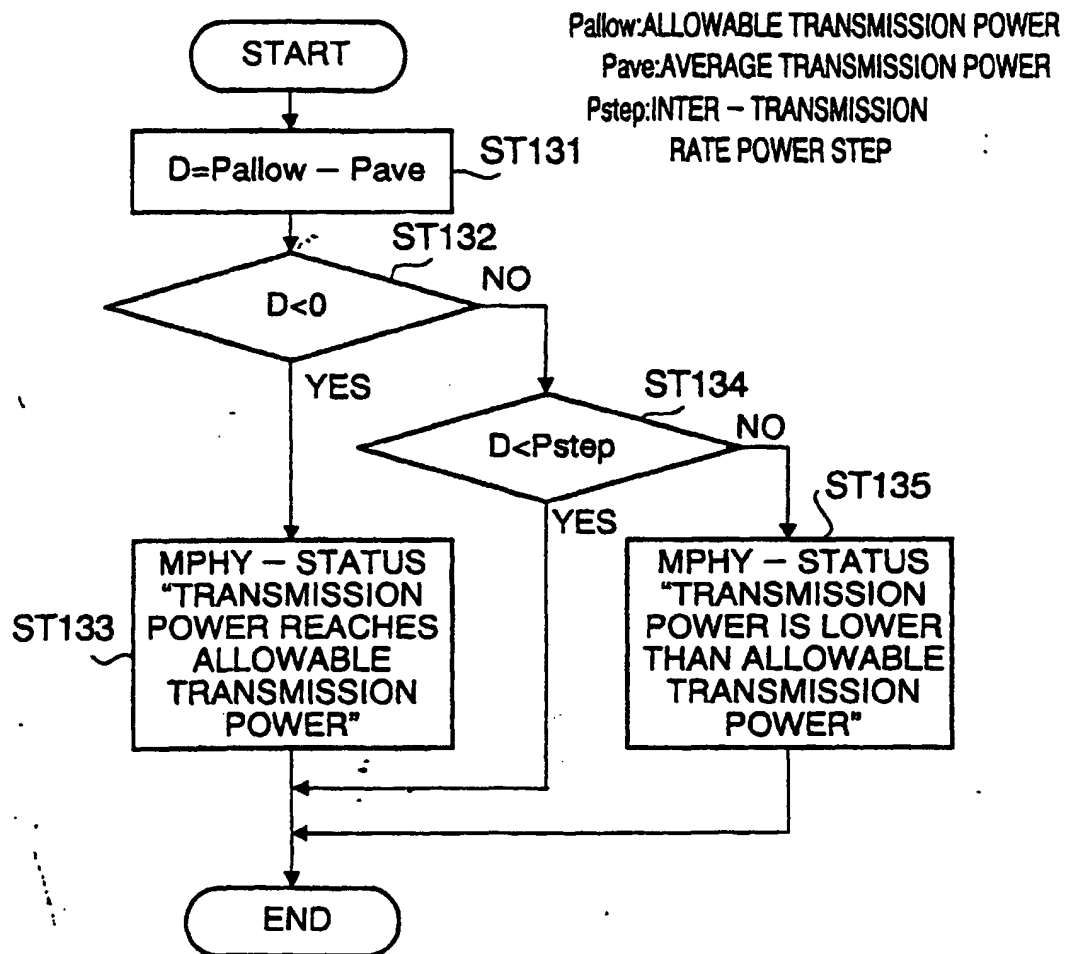 Pallow:ALLOWABLE TRANSMISSION POWER
Pave:AVERAGE TRANSMISSION POWER
Pstep:INTER – TRANSMISSION
RATE POWER STEP
START
D=Pallow – Pave
ST131
ST132
D<0
NO
YES
ST134
D<Pstep
NO
YES
ST135
ST133
MPHY – STATUS
“TRANSMISSION
POWER REACHES
ALLOWABLE
TRANSMISSION
POWER”
MPHY – STATUS
“TRANSMISSION
POWER IS LOWER
THAN ALLOWABLE
TRANSMISSION
POWER”
END